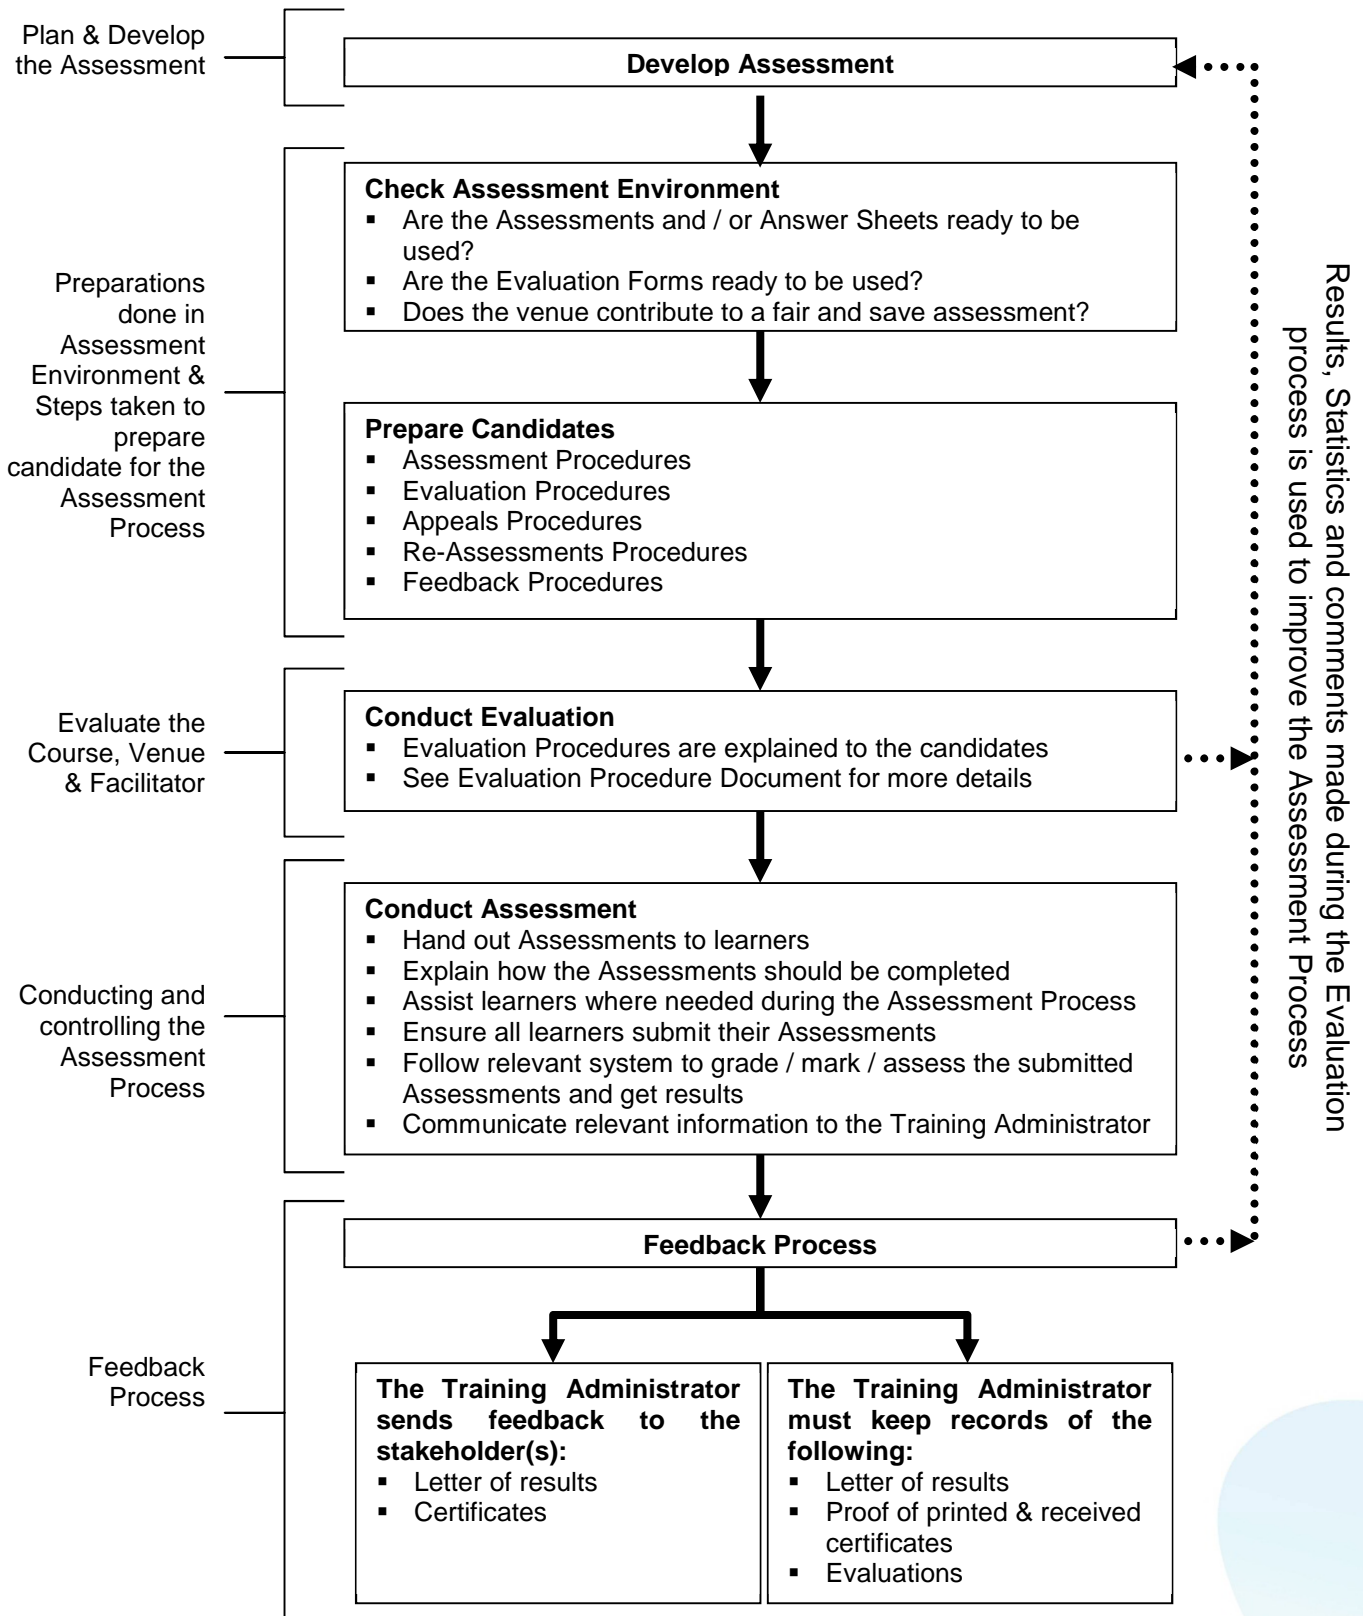 Plan & Develop
the Assessment
Develop Assessment
Preparations
done in
Assessment
Environment &
Steps taken to
prepare
candidate for the
Assessment
Process
Check Assessment Environment
▪ Are the Assessments and / or Answer Sheets ready to be
used?
▪ Are the Evaluation Forms ready to be used?
▪ Does the venue contribute to a fair and save assessment?
Prepare Candidates
▪ Assessment Procedures
▪ Evaluation Procedures
▪ Appeals Procedures
▪ Re-Assessments Procedures
▪ Feedback Procedures
Evaluate the
Course, Venue
& Facilitator
Conduct Evaluation
▪ Evaluation Procedures are explained to the candidates
▪ See Evaluation Procedure Document for more details
Conducting and
controlling the
Assessment
Process
Conduct Assessment
▪ Hand out Assessments to learners
▪ Explain how the Assessments should be completed
▪ Assist learners where needed during the Assessment Process
▪ Ensure all learners submit their Assessments
▪ Follow relevant system to grade / mark / assess the submitted
Assessments and get results
▪ Communicate relevant information to the Training Administrator
Feedback
Process
Feedback Process
The Training Administrator
sends feedback to the
stakeholder(s):
▪ Letter of results
▪ Certificates
The Training Administrator
must keep records of the
following:
▪ Letter of results
▪ Proof of printed & received
certificates
▪ Evaluations
Results, Statistics and comments made during the Evaluation
process is used to improve the Assessment Process